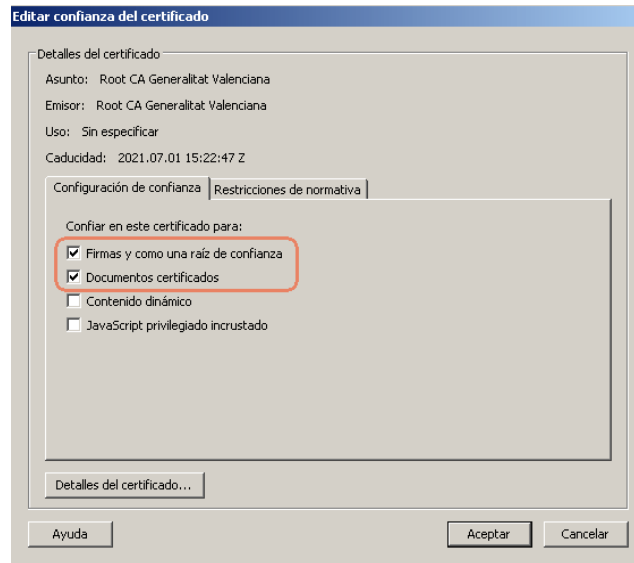 Editar confianza del certificado
Detalles del certificado
Asunto: Root CA Generalitat Valenciana
Emisor: Root CA Generalitat Valenciana
Uso: Sin especificar
Caducidad: 2021.07.01 15:22:47 Z
Configuración de confianza Restricciones de normativa
Confiar en este certificado para:
Firmas y como una raíz de confianza
Documentos certificados
Contenido dinámico
JavaScript privilegiado incrustado
Detalles del certificado...
Ayuda Aceptar Cancelar